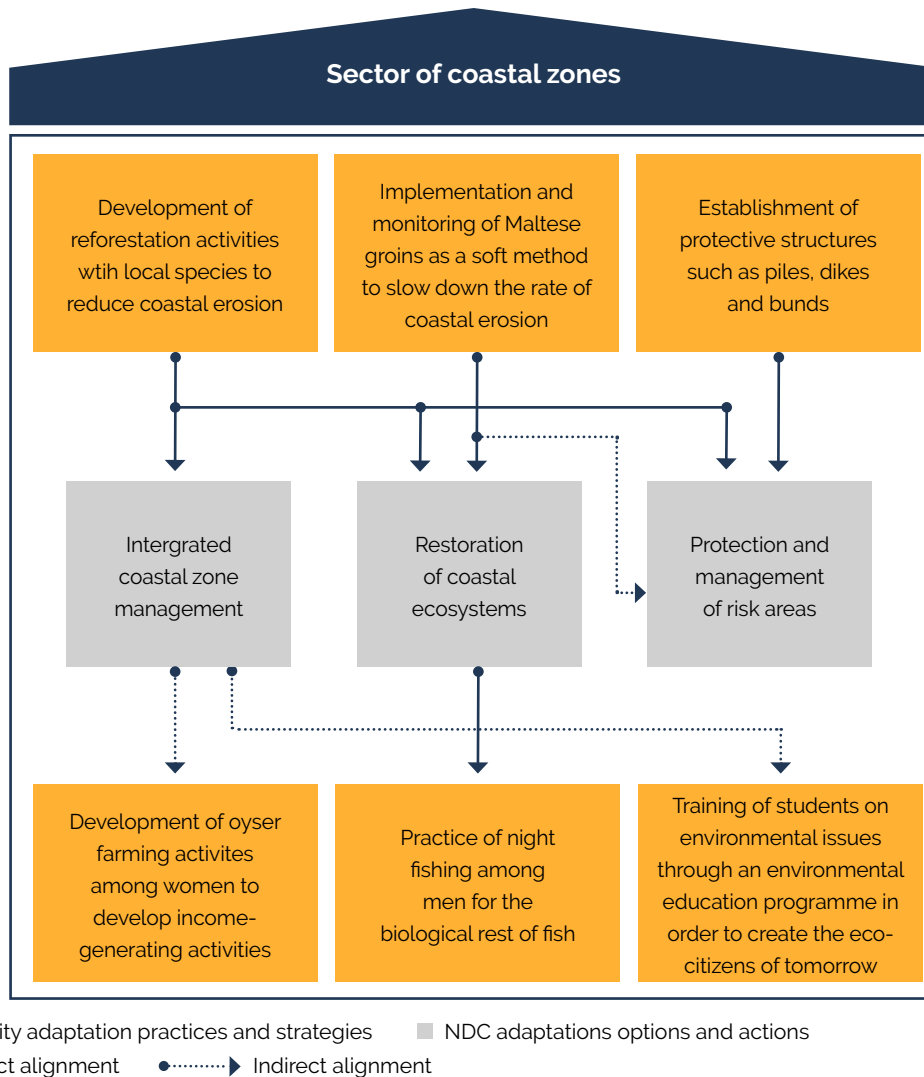 Sector of coastal zones
Development of
reforestation activities
wtih local species to
reduce coastal erosion
Implementation and
monitoring of Maltese
groins as a soft method
to slow down the rate of
coastal erosion
Establishment of
protective structures
such as piles, dikes
and bunds
Intergrated
coastal zone
management
Restoration
of coastal
ecosystems
Protection and
management
of risk areas
Development of oyser
farming activites
among women to
develop income-
generating activities
Practice of night
fishing among
men for the
biological rest of fish
Training of students on
environmental issues
through an environmental
education programme in
order to create the eco-
citizens of tomorrow
ity adaptation practices and strategies
NDC adaptations options and actions
ct alignment
Indirect alignment